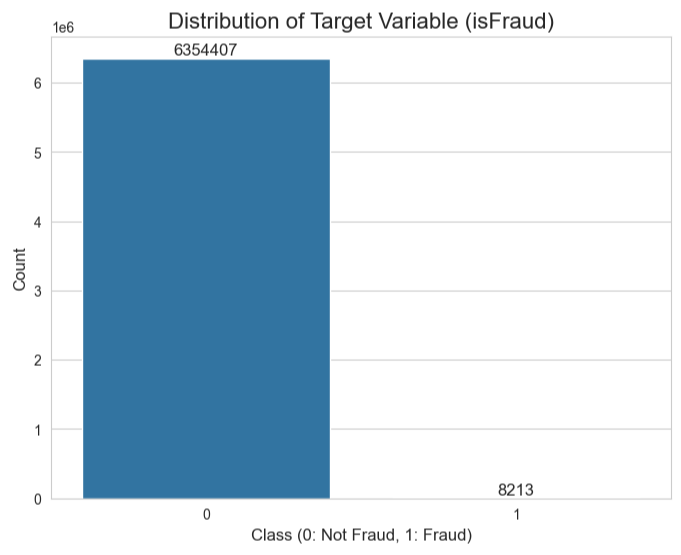 Distribution of Target Variable (isFraud)
1e6
6354407
6
5
4
3
2
1
0
8213
Count
0
1
Class (0: Not Fraud, 1: Fraud)